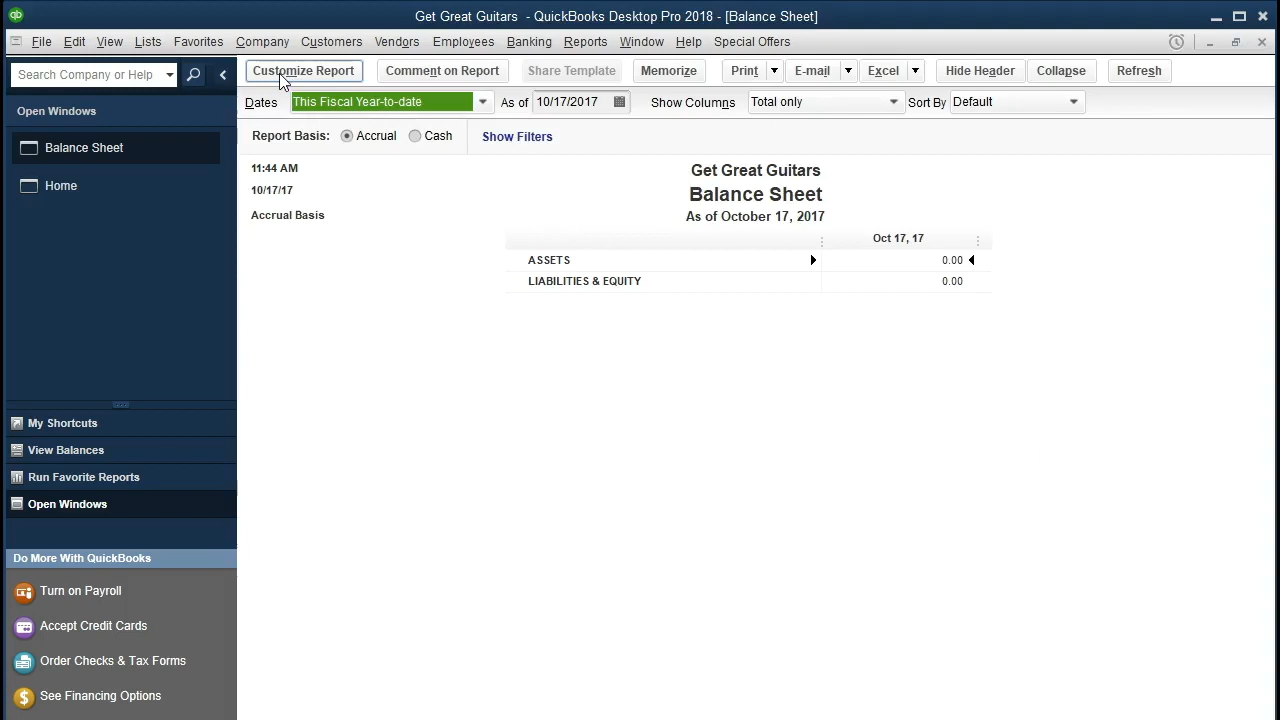 Get Great Guitars - QuickBooks Desktop Pro 2018 - [Balance Sheet]
File Edit View Lists Favorites Company Customers Vendors Employees Banking Reports Window Help Special Offers
Search Company or Help
Customize Report Comment on Report Share Template Memorize Print E-mail Excel Hide Header Collapse Refresh
Open Windows
Dates This Fiscal Year-to-date As of 10/17/2017 Show Columns Total only Sort By Default
Balance Sheet
Home
Report Basis: Accrual Cash Show Filters
11:44 AM
10/17/17
Accrual Basis
Get Great Guitars
Balance Sheet
As of October 17, 2017
Oct 17, 17
ASSETS 0.00
LIABILITIES & EQUITY 0.00
My Shortcuts
View Balances
Run Favorite Reports
Open Windows
Do More With QuickBooks
Turn on Payroll
Accept Credit Cards
Order Checks & Tax Forms
See Financing Options